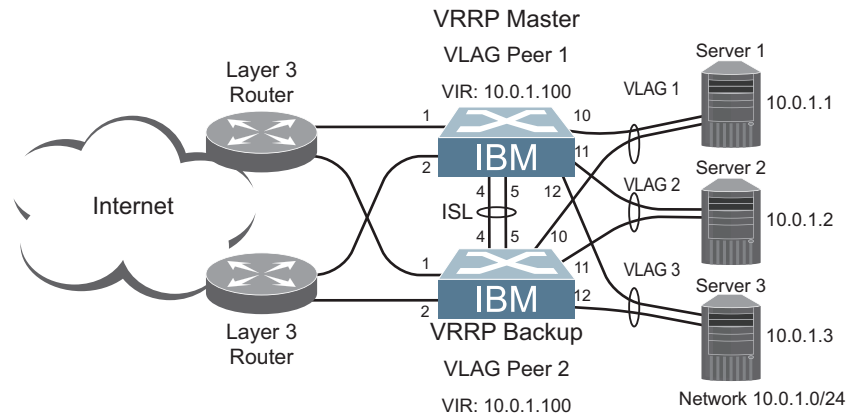 VRRP Master
VLAG Peer 1
VIR: 10.0.1.100
Layer 3
Router
Internet
Layer 3
Router
1
2
IBM
10
11
12
4 5
ISL
4 5
1
2
IBM
10
11
12
VRRP Backup
VLAG Peer 2
VIR: 10.0.1.100
VLAG 1
VLAG 2
VLAG 3
Server 1
10.0.1.1
Server 2
10.0.1.2
Server 3
10.0.1.3
Network 10.0.1.0/24